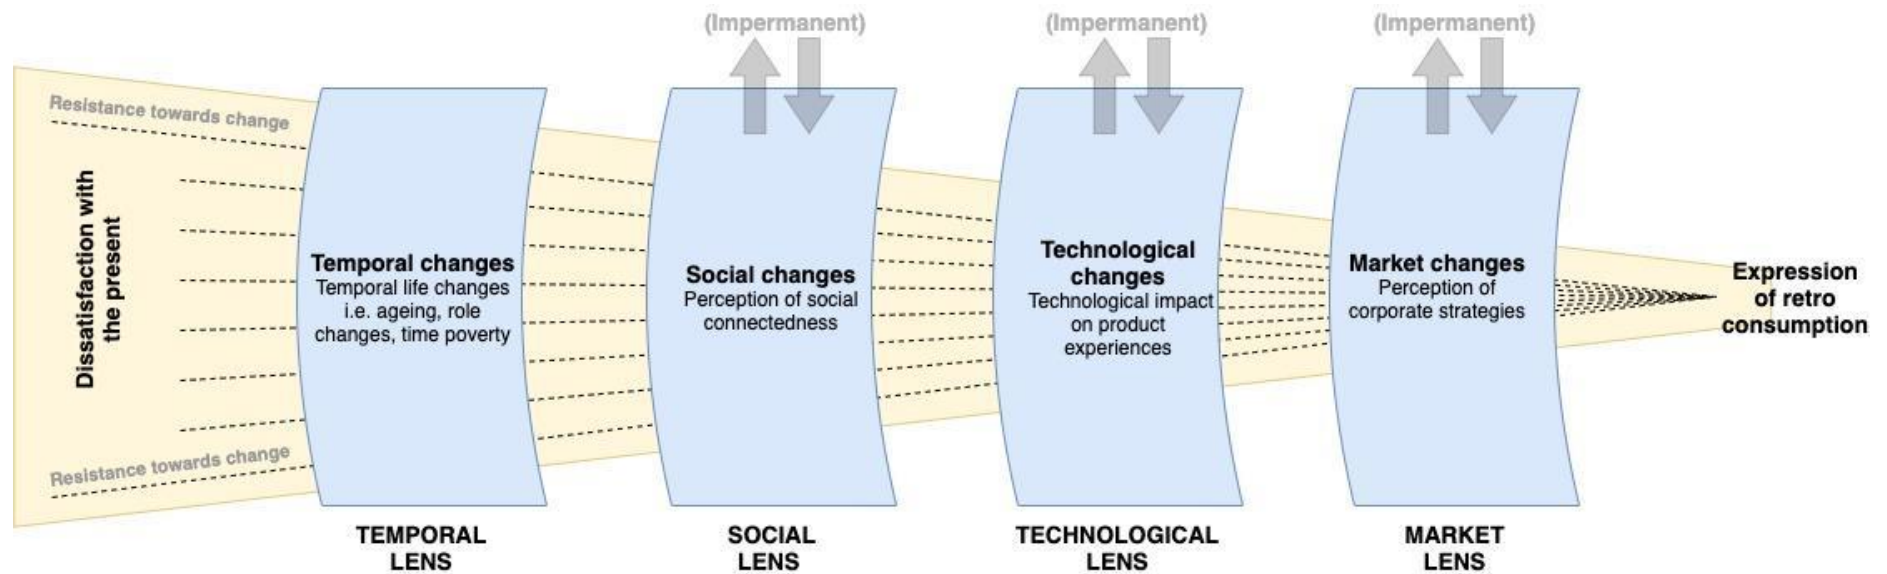 (Impermanent)
(Impermanent)
(Impermanent)
Resistance towards change
Dissatisfaction with
the present
Resistance towards change
Temporal changes
Temporal life changes
i.e. ageing, role
changes, time poverty
Social changes
Perception of social
connectedness
Technological
changes
Technological impact
on product
experiences
Market changes
Perception of
corporate strategies
Expression
of retro
consumption
TEMPORAL
LENS
SOCIAL
LENS
TECHNOLOGICAL
LENS
MARKET
LENS